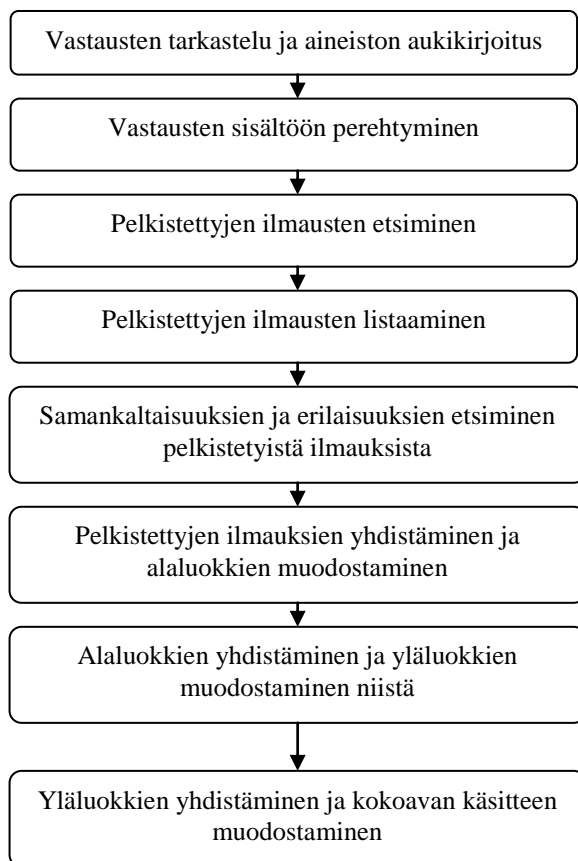 Vastausten tarkastelu ja aineiston aukikirjoitus
Vastausten sisältöön perehtyminen
Pelkistettyjen ilmausten etsiminen
Pelkistettyjen ilmausten listaaminen
Samankaltaisuuksien ja erilaisuuksien etsiminen
pelkistetyistä ilmauksista
Pelkistettyjen ilmauksien yhdistäminen ja
alaluokkien muodostaminen
Alaluokkien yhdistäminen ja yläluokkien
muodostaminen niistä
Yläluokkien yhdistäminen ja kokoavan käsitteen
muodostaminen